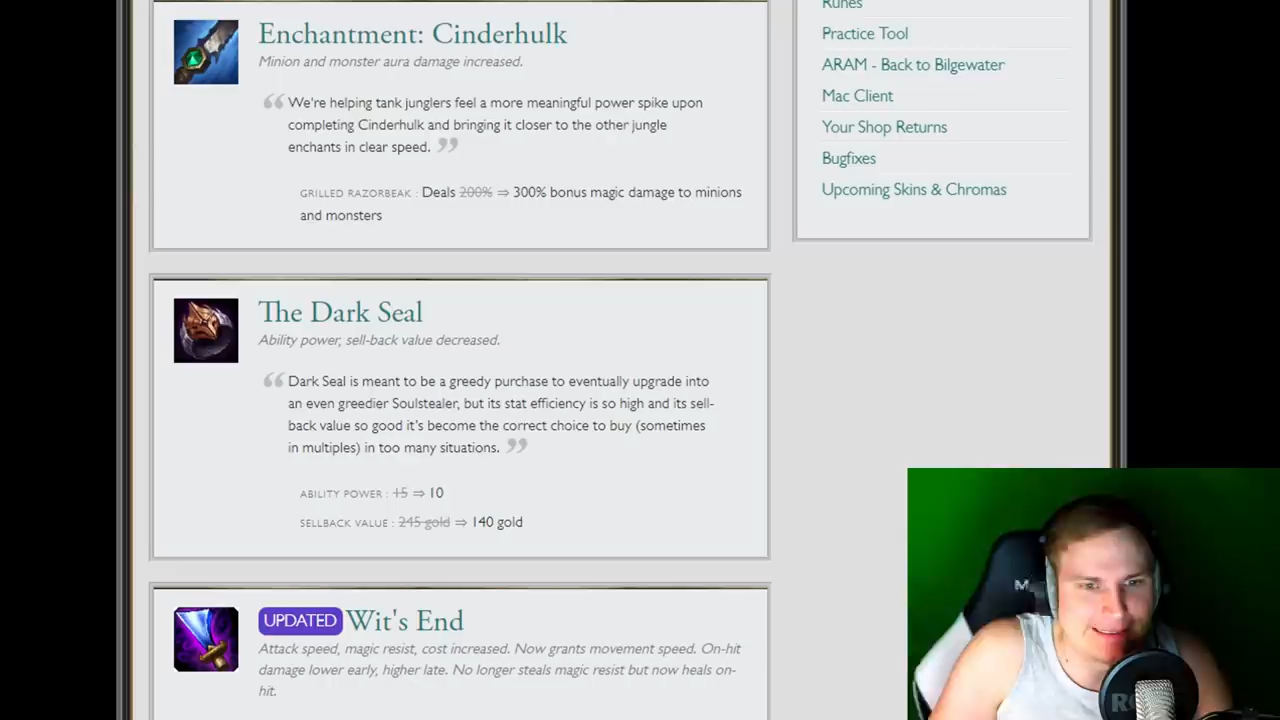 Enchantment: Cinderhulk
Minion and monster aura damage increased.
“ We're helping tank junglers feel a more meaningful power spike upon
completing Cinderhulk and bringing it closer to the other jungle
enchants in clear speed. ”
GRILLED RAZORBEAK : Deals 200% ⇒ 300% bonus magic damage to minions
and monsters
The Dark Seal
Ability power, sell-back value decreased.
“ Dark Seal is meant to be a greedy purchase to eventually upgrade into
an even greedier Soulstealer, but its stat efficiency is so high and its sell-
back value so good it's become the correct choice to buy (sometimes
in multiples) in too many situations. ”
ABILITY POWER : 15 ⇒ 10
SELLBACK VALUE : 245 gold ⇒ 140 gold
UPDATED Wit's End
Attack speed, magic resist, cost increased. Now grants movement speed. On-hit
damage lower early, higher late. No longer steals magic resist but now heals on-
hit.
Runes
Practice Tool
ARAM - Back to Bilgewater
Mac Client
Your Shop Returns
Bugfixes
Upcoming Skins & Chromas
M